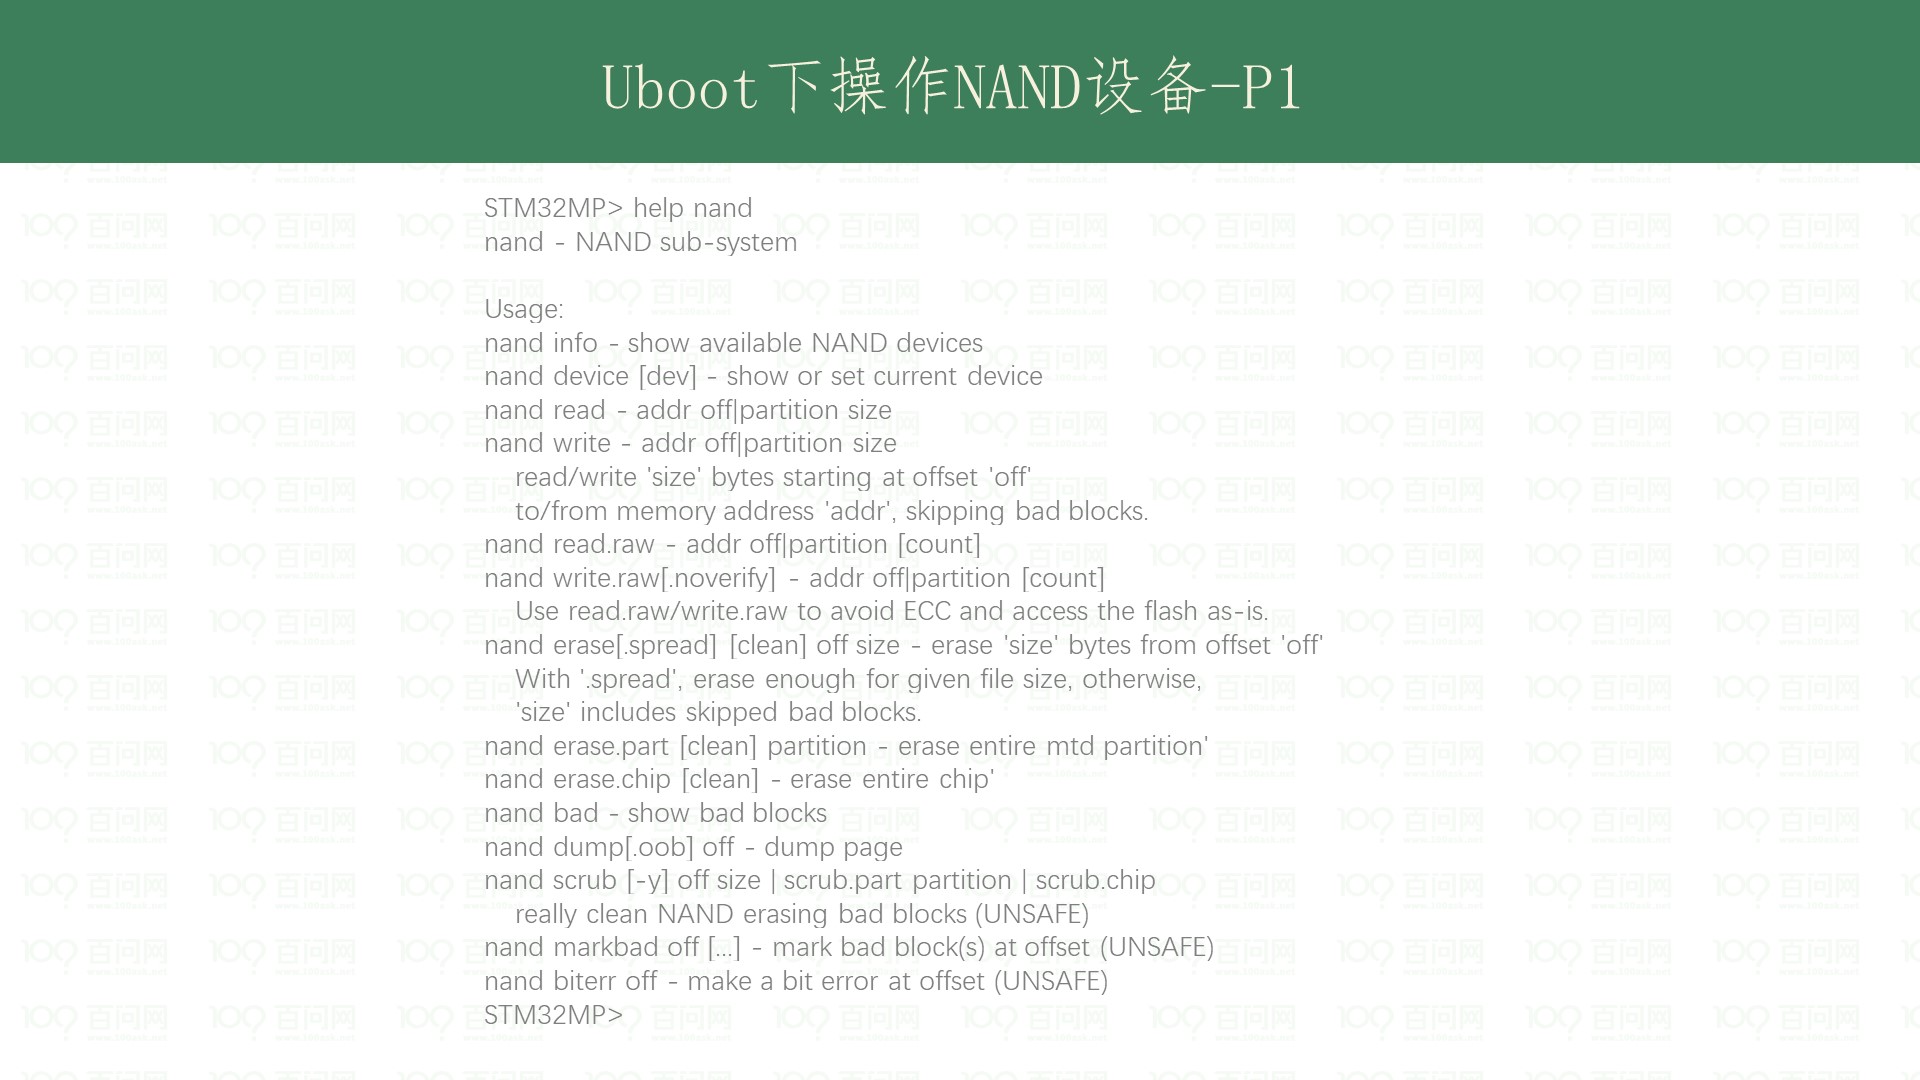 Uboot下操作NAND设备-P1
STM32MP> help nand
nand - NAND sub-system
Usage:
nand info - show available NAND devices
nand device [dev] - show or set current device
nand read - addr off|partition size
nand write - addr off|partition size
read/write 'size' bytes starting at offset 'off'
to/from memory address 'addr', skipping bad blocks.
nand read.raw - addr off|partition [count]
nand write.raw[.noverify] - addr off|partition [count]
Use read.raw/write.raw to avoid ECC and access the flash as-is.
nand erase[.spread] [clean] off size - erase 'size' bytes from offset 'off'
With '.spread', erase enough for given file size, otherwise,
'size' includes skipped bad blocks.
nand erase.part [clean] partition - erase entire mtd partition'
nand erase.chip [clean] - erase entire chip'
nand bad - show bad blocks
nand dump[.oob] off - dump page
nand scrub [-y] off size | scrub.part partition | scrub.chip
really clean NAND erasing bad blocks (UNSAFE)
nand markbad off [...] - mark bad block(s) at offset (UNSAFE)
nand biterr off - make a bit error at offset (UNSAFE)
STM32MP>